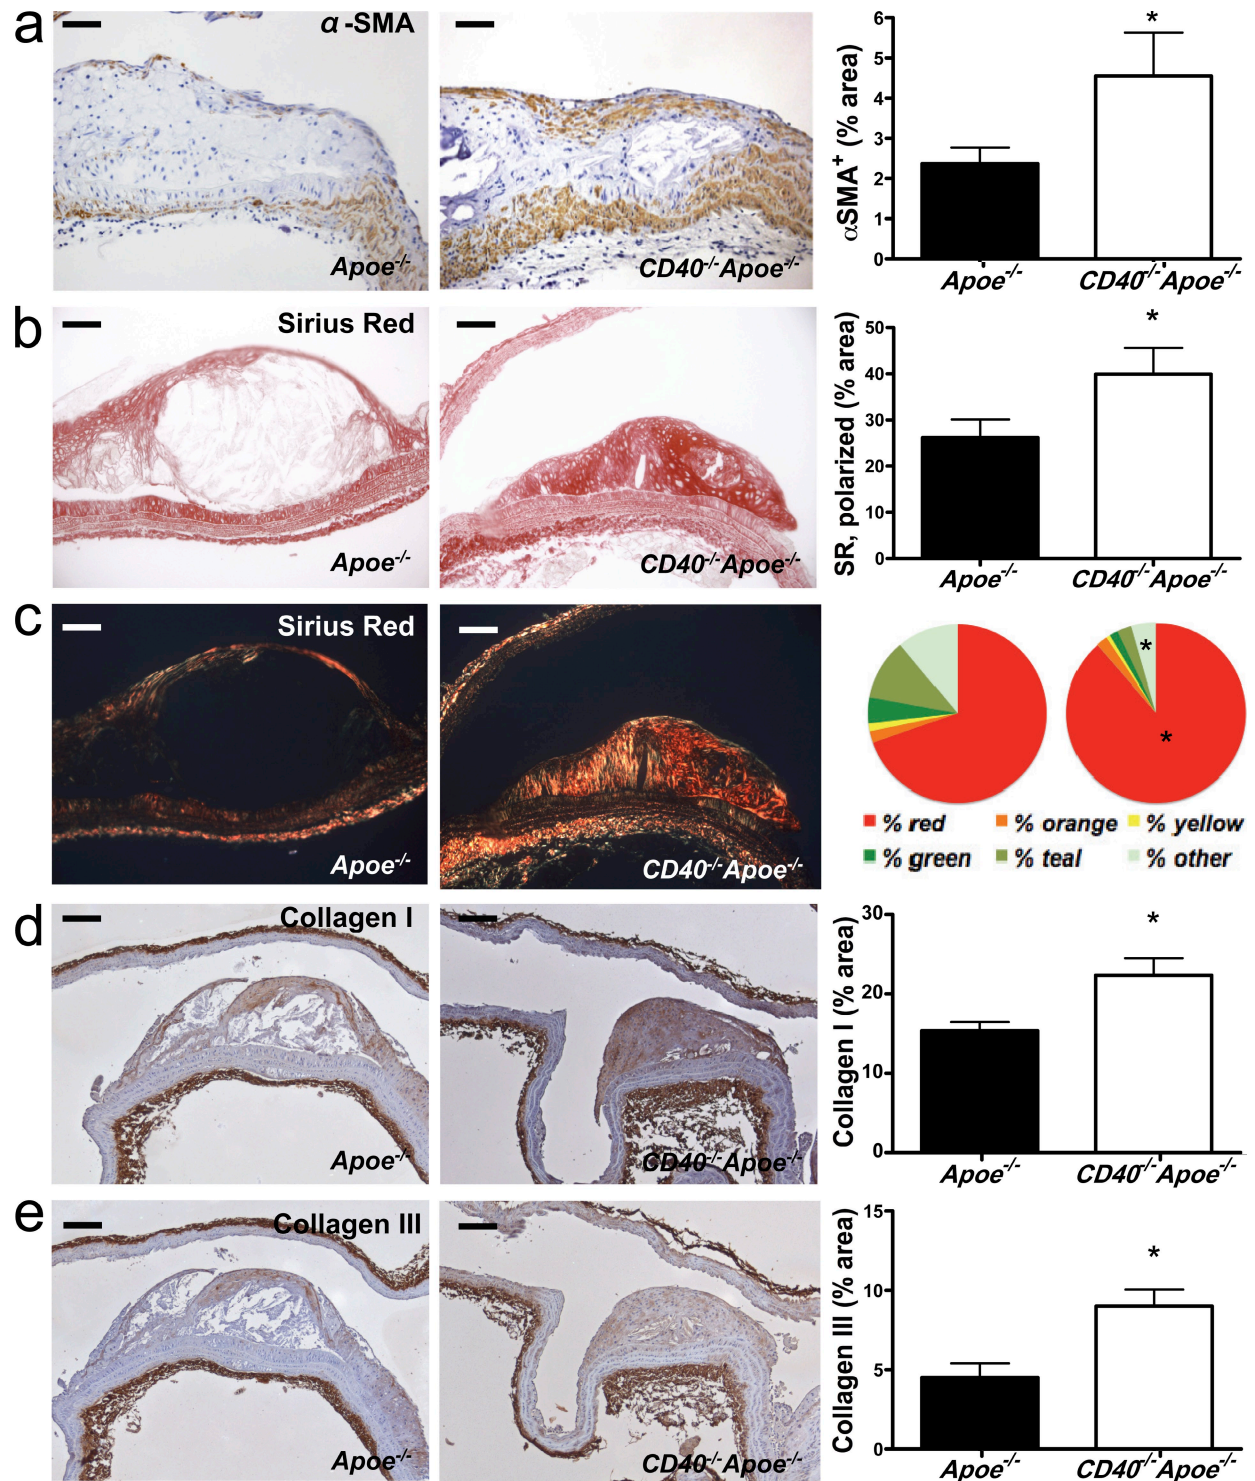 a
α-SMA
Apoe-/-
CD40-/-Apoe-/-
αSMA+ (% area)
6
5
4
3
2
1
0
*
Apoe-/-
CD40-/-Apoe-/-
b
Sirius Red
Apoe-/-
CD40-/-Apoe-/-
SR, polarized (% area)
50
40
30
20
10
0
*
Apoe-/-
CD40-/-Apoe-/-
c
Sirius Red
Apoe-/-
CD40-/-Apoe-/-
*
*
% red
% orange
% yellow
% green
% teal
% other
d
Collagen I
Apoe-/-
CD40-/-Apoe-/-
Collagen I (% area)
30
20
10
0
*
Apoe-/-
CD40-/-Apoe-/-
e
Collagen III
Apoe-/-
CD40-/-Apoe-/-
Collagen III (% area)
15
10
5
0
*
Apoe-/-
CD40-/-Apoe-/-